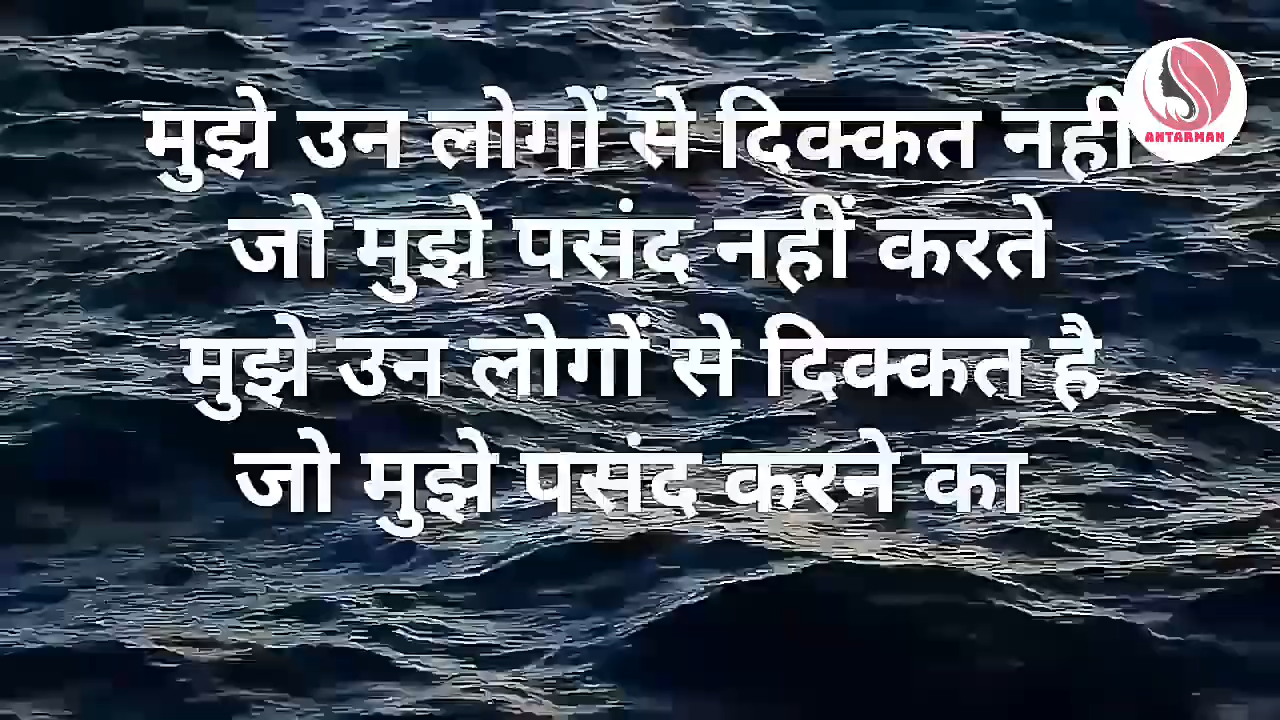 मुझे उन लोगों से दिक्कत नही
जो मुझे पसंद नहीं करते
मुझे उन लोगों से दिक्कत है
जो मुझे पसंद करने का
ANTARMAN